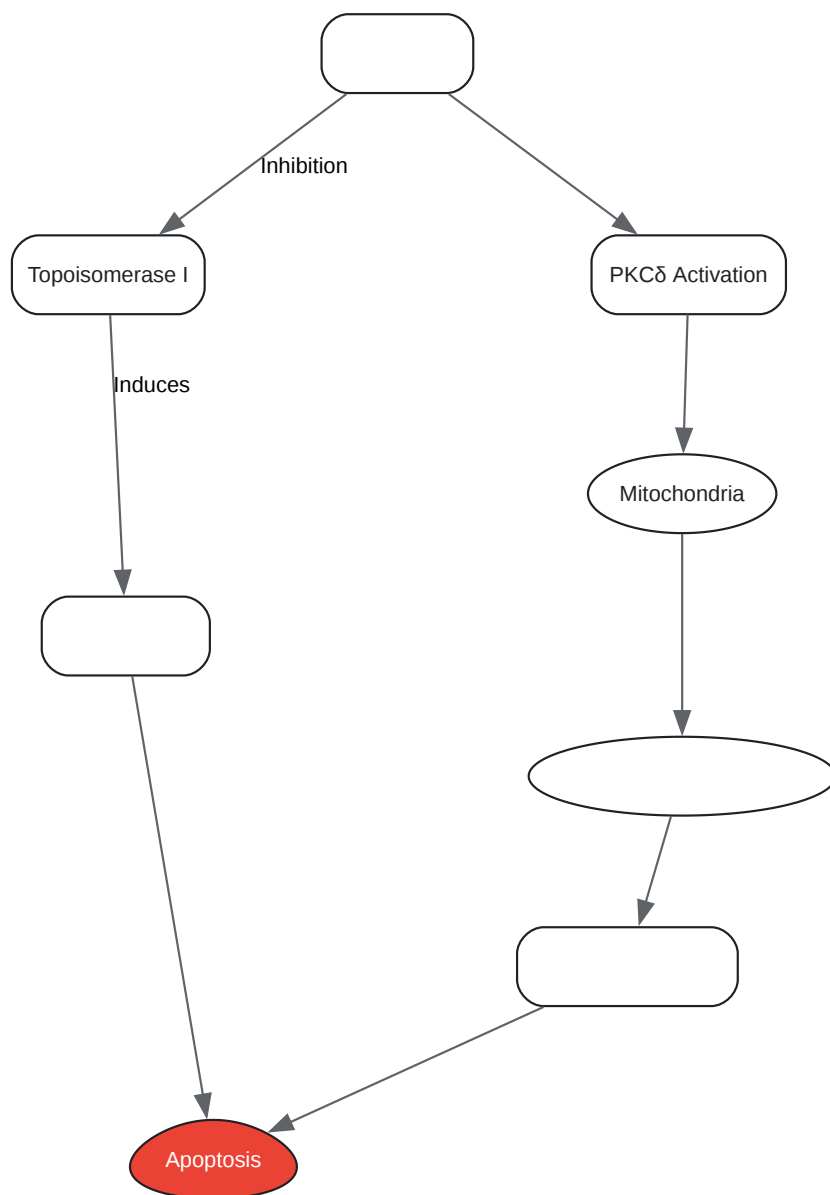 Inhibition
Topoisomerase I
PKCδ Activation
Induces
Mitochondria
Apoptosis